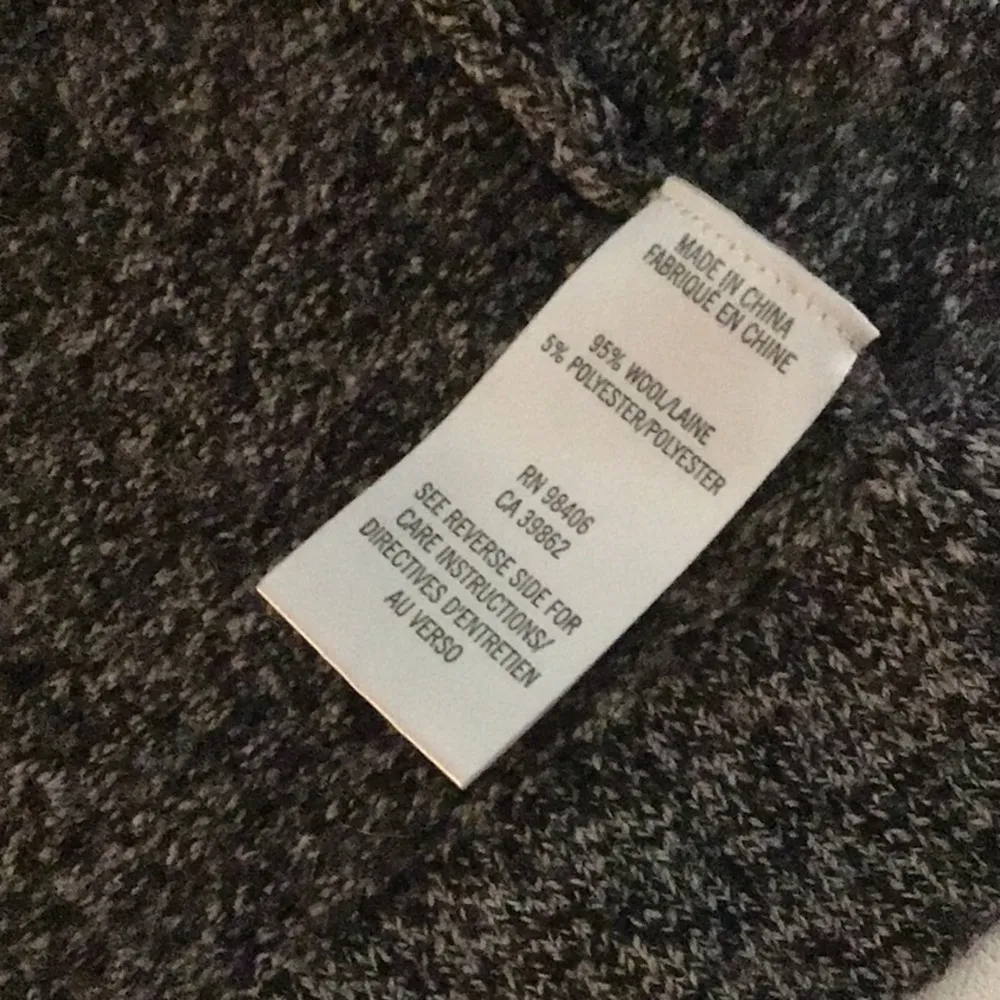 MADE IN CHINA
FABRIQUÉ EN CHINE
95% WOOL/LAINE
5% POLYESTER/POLYESTER
RN 98406
CA 39862
SEE REVERSE SIDE FOR
CARE INSTRUCTIONS/
DIRECTIVES D'ENTRETIEN
AU VERSO